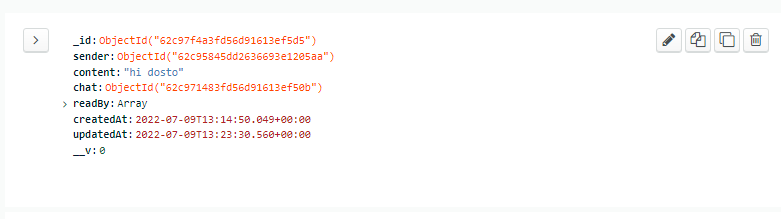 _id: ObjectId("62c97f4a3fd56d91613ef5d5")
sender: ObjectId("62c95845dd2636693e1205aa")
content: "hi dosto"
chat: ObjectId("62c971483fd56d91613ef50b")
readBy: Array
createdAt: 2022-07-09T13:14:50.049+00:00
updatedAt: 2022-07-09T13:23:30.560+00:00
__v: 0